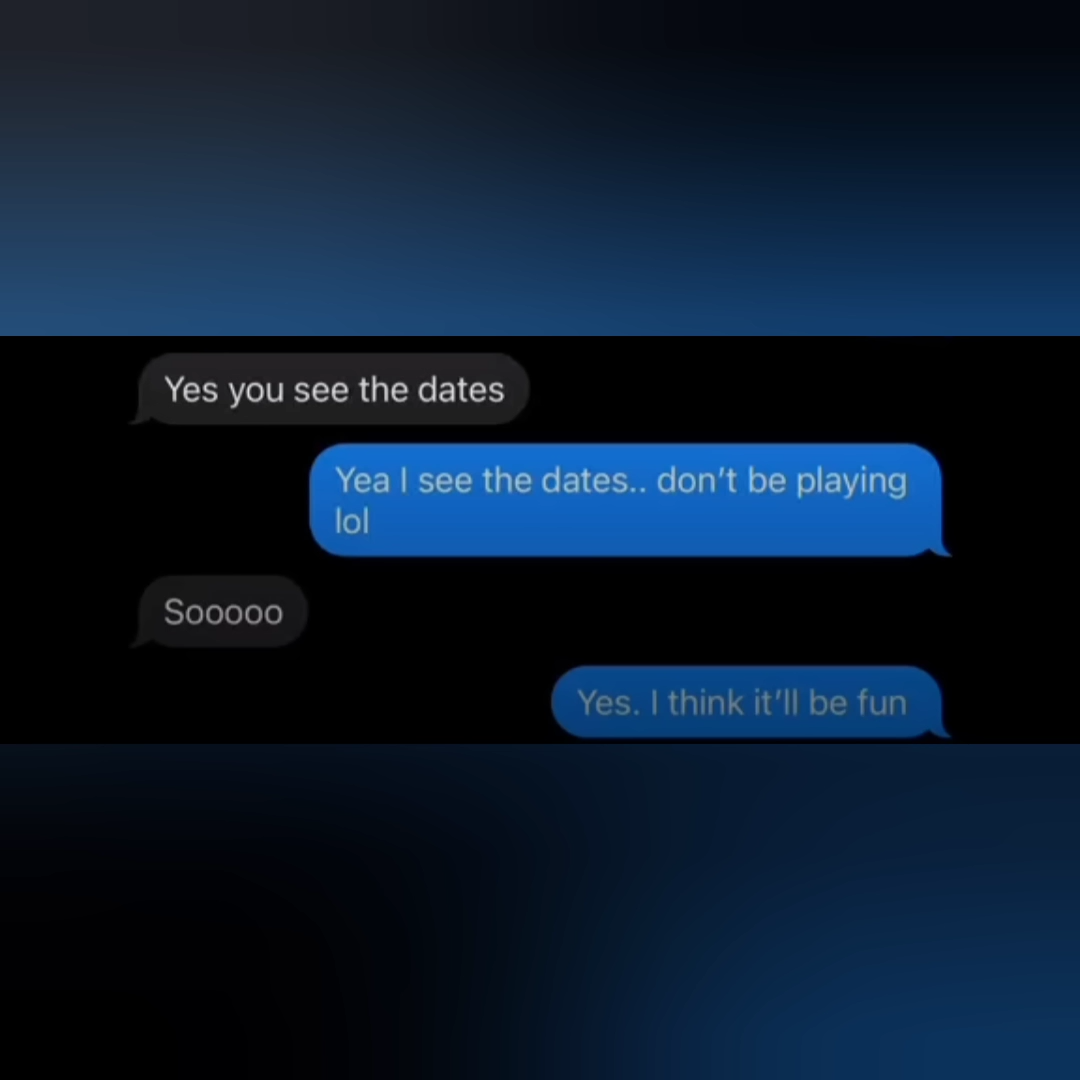 Yes you see the dates
Yea I see the dates.. don’t be playing
lol
Sooooo
Yes. I think it’ll be fun